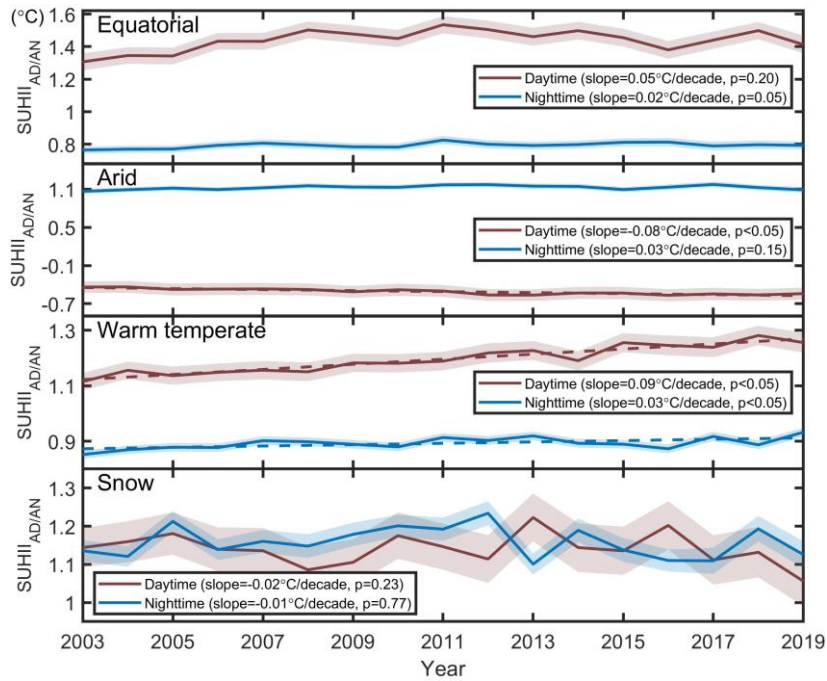 (°C)
1.6
Equatorial
1.4
1.2
1
0.8
SUHII_AD/AN
Daytime (slope=0.05°C/decade, p=0.20)
Nighttime (slope=0.02°C/decade, p=0.05)
Arid
1.1
0.5
-0.1
-0.7
SUHII_AD/AN
Daytime (slope=-0.08°C/decade, p<0.05)
Nighttime (slope=0.03°C/decade, p=0.15)
Warm temperate
1.3
1.1
0.9
SUHII_AD/AN
Daytime (slope=0.09°C/decade, p<0.05)
Nighttime (slope=0.03°C/decade, p<0.05)
Snow
1.3
1.2
1.1
1
SUHII_AD/AN
Daytime (slope=-0.02°C/decade, p=0.23)
Nighttime (slope=-0.01°C/decade, p=0.77)
2003 2005 2007 2009 2011 2013 2015 2017 2019
Year